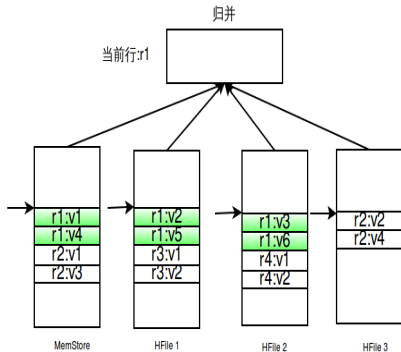 归并
当前行:r1
r1:v1
r1:v4
r2:v1
r2:v3
MemStore
r1:v2
r1:v5
r3:v1
r3:v2
HFile 1
r1:v3
r1:v6
r4:v1
r4:v2
HFile 2
r2:v2
r2:v4
HFile 3